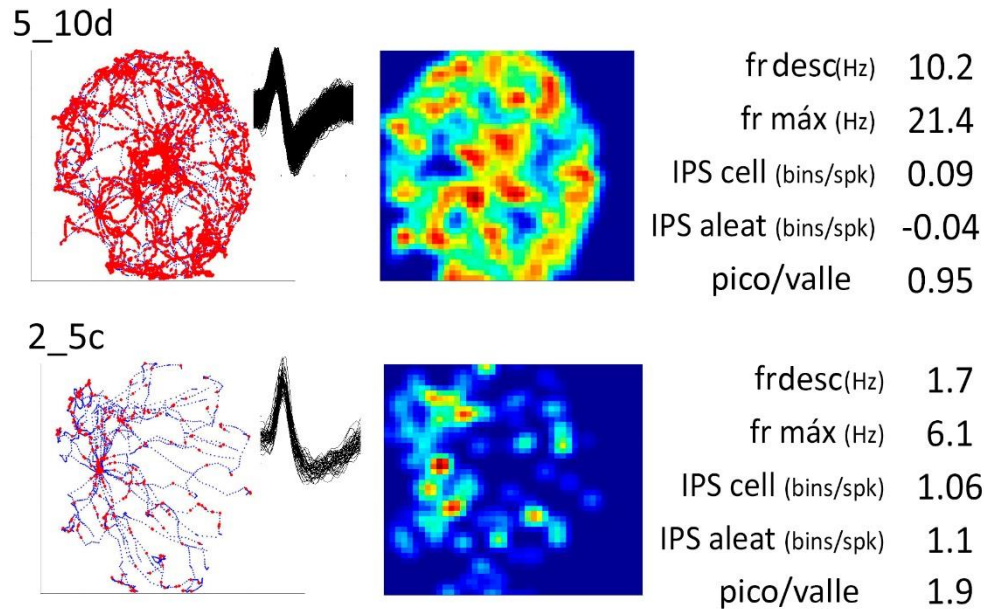 5_10d
fr desc(Hz) 10.2
fr máx (Hz) 21.4
IPS cell (bins/spk) 0.09
IPS aleat (bins/spk) -0.04
pico/valle 0.95
2_5c
frdesc(Hz) 1.7
fr máx (Hz) 6.1
IPS cell (bins/spk) 1.06
IPS aleat (bins/spk) 1.1
pico/valle 1.9